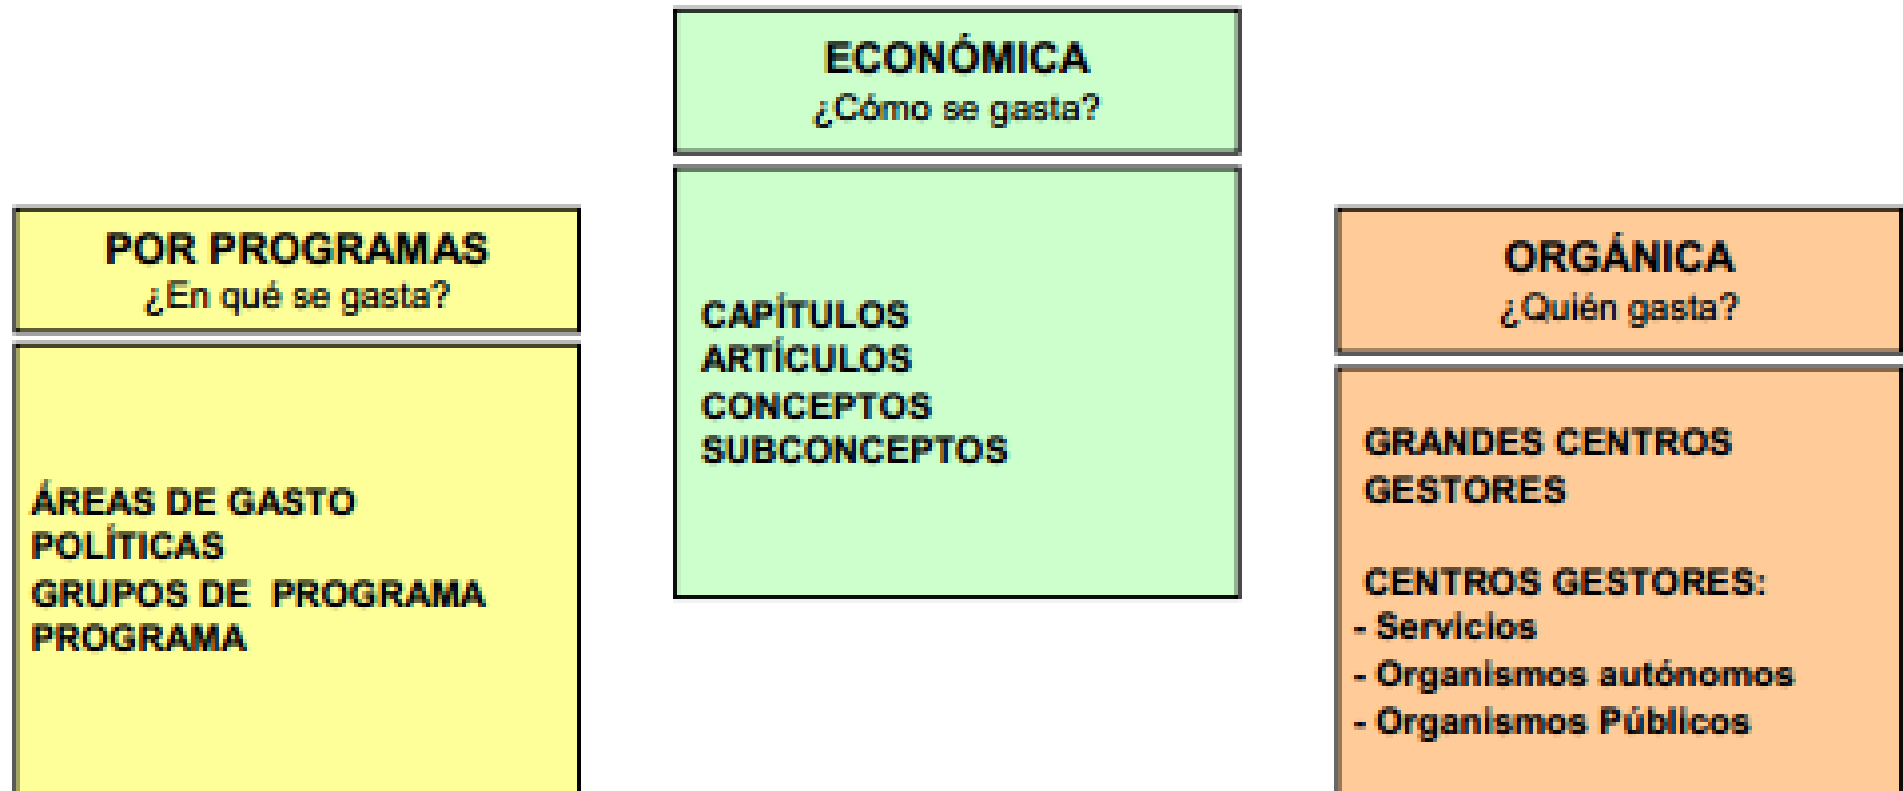 ECONÓMICA
¿Cómo se gasta?
CAPÍTULOS
ARTÍCULOS
CONCEPTOS
SUBCONCEPTOS
POR PROGRAMAS
¿En qué se gasta?
ÁREAS DE GASTO
POLÍTICAS
GRUPOS DE PROGRAMA
PROGRAMA
ORGÁNICA
¿Quién gasta?
GRANDES CENTROS
GESTORES
CENTROS GESTORES:
- Servicios
- Organismos autónomos
- Organismos Públicos